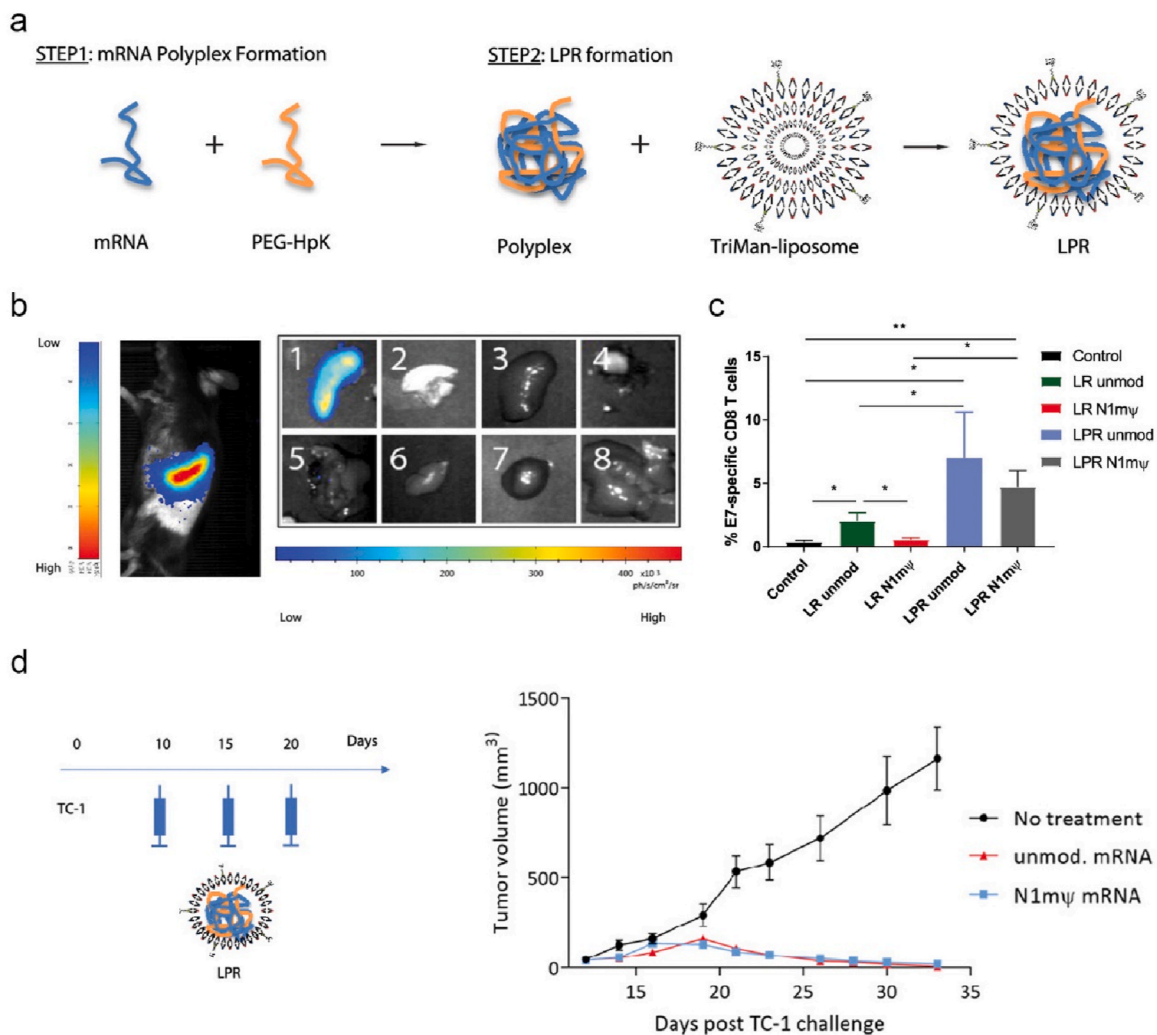 a
STEP1: mRNA Polyplex Formation
STEP2: LPR formation
+
+
mRNA
PEG-HpK
Polyplex
TriMan-liposome
LPR
b
Low
High
1
2
3
4
5
6
7
8
100
200
300
400
x10⁻³
ph/s/cm²/sr
Low
High
c
% E7-specific CD8 T cells
15
10
5
0
**
*
*
*
*
*
Control
LR unmod
LR N1mψ
LPR unmod
LPR N1mψ
Control
LR unmod
LR N1mψ
LPR unmod
LPR N1mψ
d
0
10
15
20
Days
TC-1
LPR
Tumor volume (mm³)
1500
1000
500
0
15
20
25
30
35
Days post TC-1 challenge
No treatment
unmod. mRNA
N1mψ mRNA